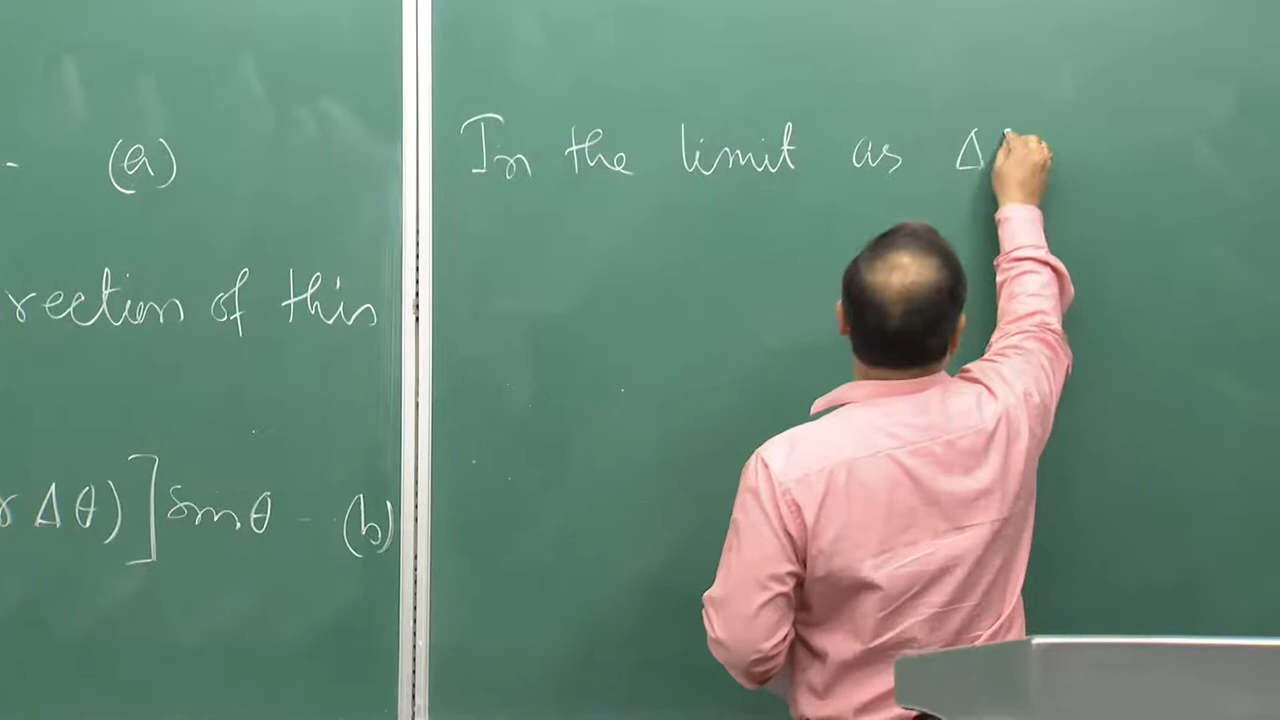 - (a)
rection of this
r Δθ)] sinθ - (b)
In the limit as Δ